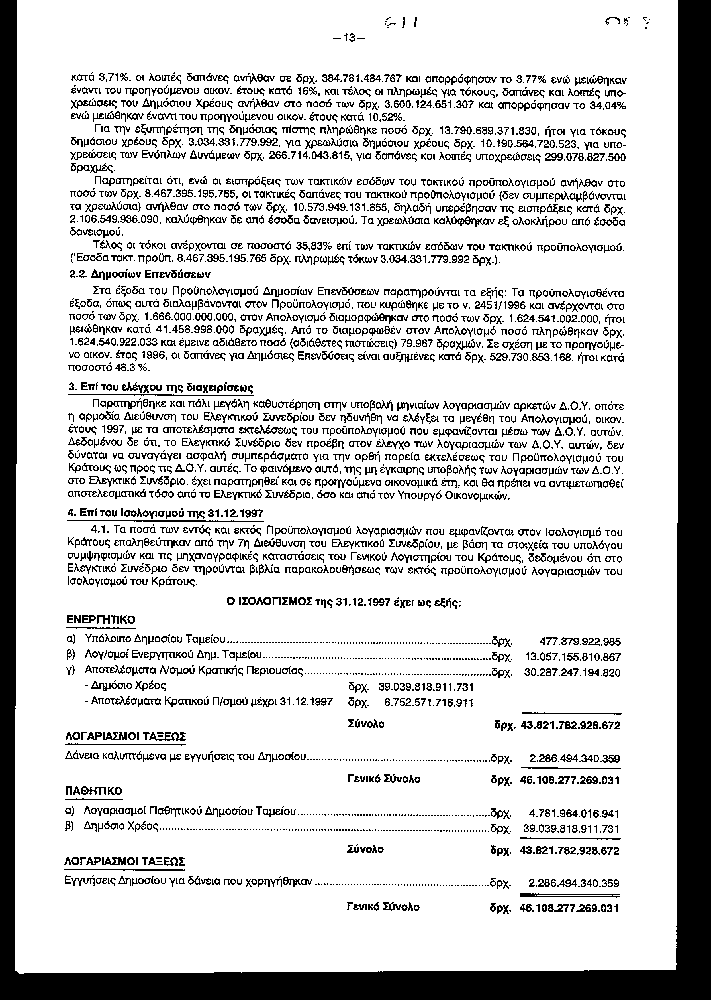 611
–13–
κατά 3,71%, οι λοιπές δαπάνες ανήλθαν σε δρχ. 384.781.484.767 και απορρόφησαν το 3,77% ενώ μειώθηκαν
έναντι του προηγούμενου οικον. έτους κατά 16%, και τέλος οι πληρωμές για τόκους, δαπάνες και λοιπές υπο-
χρεώσεις του Δημόσιου Χρέους ανήλθαν στο ποσό των δρχ. 3.600.124.651.307 και απορρόφησαν το 34,04%
ενώ μειώθηκαν έναντι του προηγούμενου οικον. έτους κατά 10,52%.
Για την εξυπηρέτηση της δημόσιας πίστης πληρώθηκε ποσό δρχ. 13.790.689.371.830, ήτοι για τόκους
δημόσιου χρέους δρχ. 3.034.331.779.992, για χρεωλύσια δημόσιου χρέους δρχ. 10.190.564.720.523, για υπο-
χρεώσεις των Ενόπλων Δυνάμεων δρχ. 266.714.043.815, για δαπάνες και λοιπές υποχρεώσεις 299.078.827.500
δραχμές.
Παρατηρείται ότι, ενώ οι εισπράξεις των τακτικών εσόδων του τακτικού προϋπολογισμού ανήλθαν στο
ποσό των δρχ. 8.467.395.195.765, οι τακτικές δαπάνες του τακτικού προϋπολογισμού (δεν συμπεριλαμβάνονται
τα χρεωλύσια) ανήλθαν στο ποσό των δρχ. 10.573.949.131.855, δηλαδή υπερέβησαν τις εισπράξεις κατά δρχ.
2.106.549.936.090, καλύφθηκαν δε από έσοδα δανεισμού. Τα χρεωλύσια καλύφθηκαν εξ ολοκλήρου από έσοδα
δανεισμού.
Τέλος οι τόκοι ανέρχονται σε ποσοστό 35,83% επί των τακτικών εσόδων του τακτικού προϋπολογισμού.
(Έσοδα τακτ. προϋπ. 8.467.395.195.765 δρχ. πληρωμές τόκων 3.034.331.779.992 δρχ.).
2.2. Δημοσίων Επενδύσεων
Στα έξοδα του Προϋπολογισμού Δημοσίων Επενδύσεων παρατηρούνται τα εξής: Τα προϋπολογισθέντα
έξοδα, όπως αυτά διαλαμβάνονται στον Προϋπολογισμό, που κυρώθηκε με το ν. 2451/1996 και ανέρχονται στο
ποσό των δρχ. 1.666.000.000.000, στον Απολογισμό διαμορφώθηκαν στο ποσό των δρχ. 1.624.541.002.000, ήτοι
μειώθηκαν κατά 41.458.998.000 δραχμές. Από το διαμορφωθέν στον Απολογισμό ποσό πληρώθηκαν δρχ.
1.624.540.922.033 και έμεινε αδιάθετο ποσό (αδιάθετες πιστώσεις) 79.967 δραχμών. Σε σχέση με το προηγούμε-
νο οικον. έτος 1996, οι δαπάνες για Δημόσιες Επενδύσεις είναι αυξημένες κατά δρχ. 529.730.853.168, ήτοι κατά
ποσοστό 48,3 %.
3. Επί του ελέγχου της διαχειρίσεως
Παρατηρήθηκε και πάλι μεγάλη καθυστέρηση στην υποβολή μηνιαίων λογαριασμών αρκετών Δ.Ο.Υ. οπότε
η αρμοδία Διεύθυνση του Ελεγκτικού Συνεδρίου δεν ηδυνήθη να ελέγξει τα μεγέθη του Απολογισμού, οικον.
έτους 1997, με τα αποτελέσματα εκτελέσεως του προϋπολογισμού που εμφανίζονται μέσω των Δ.Ο.Υ. αυτών.
Δεδομένου δε ότι, το Ελεγκτικό Συνέδριο δεν προέβη στον έλεγχο των λογαριασμών των Δ.Ο.Υ. αυτών, δεν
δύναται να συναγάγει ασφαλή συμπεράσματα για την ορθή πορεία εκτελέσεως του Προϋπολογισμού του
Κράτους ως προς τις Δ.Ο.Υ. αυτές. Το φαινόμενο αυτό, της μη έγκαιρης υποβολής των λογαριασμών των Δ.Ο.Υ.
στο Ελεγκτικό Συνέδριο, έχει παρατηρηθεί και σε προηγούμενα οικονομικά έτη, και θα πρέπει να αντιμετωπισθεί
αποτελεσματικά τόσο από το Ελεγκτικό Συνέδριο, όσο και από τον Υπουργό Οικονομικών.
4. Επί του Ισολογισμού της 31.12.1997
4.1. Τα ποσά των εντός και εκτός Προϋπολογισμού λογαριασμών που εμφανίζονται στον Ισολογισμό του
Κράτους επαληθεύτηκαν από την 7η Διεύθυνση του Ελεγκτικού Συνεδρίου, με βάση τα στοιχεία του υπολόγου
συμψηφισμών και τις μηχανογραφικές καταστάσεις του Γενικού Λογιστηρίου του Κράτους, δεδομένου ότι στο
Ελεγκτικό Συνέδριο δεν τηρούνται βιβλία παρακολουθήσεως των εκτός προϋπολογισμού λογαριασμών του
Ισολογισμού του Κράτους.
Ο ΙΣΟΛΟΓΙΣΜΟΣ της 31.12.1997 έχει ως εξής:
ΕΝΕΡΓΗΤΙΚΟ
α) Υπόλοιπο Δημοσίου Ταμείου......δρχ. 477.379.922.985
β) Λογ/σμοί Ενεργητικού Δημ. Ταμείου......δρχ. 13.057.155.810.867
γ) Αποτελέσματα Λ/σμού Κρατικής Περιουσίας......δρχ. 30.287.247.194.820
- Δημόσιο Χρέος δρχ. 39.039.818.911.731
- Αποτελέσματα Κρατικού Π/σμού μέχρι 31.12.1997 δρχ. 8.752.571.716.911
Σύνολο δρχ. 43.821.782.928.672
ΛΟΓΑΡΙΑΣΜΟΙ ΤΑΞΕΩΣ
Δάνεια καλυπτόμενα με εγγυήσεις του Δημοσίου......δρχ. 2.286.494.340.359
Γενικό Σύνολο δρχ. 46.108.277.269.031
ΠΑΘΗΤΙΚΟ
α) Λογαριασμοί Παθητικού Δημοσίου Ταμείου......δρχ. 4.781.964.016.941
β) Δημόσιο Χρέος......δρχ. 39.039.818.911.731
Σύνολο δρχ. 43.821.782.928.672
ΛΟΓΑΡΙΑΣΜΟΙ ΤΑΞΕΩΣ
Εγγυήσεις Δημοσίου για δάνεια που χορηγήθηκαν......δρχ. 2.286.494.340.359
Γενικό Σύνολο δρχ. 46.108.277.269.031